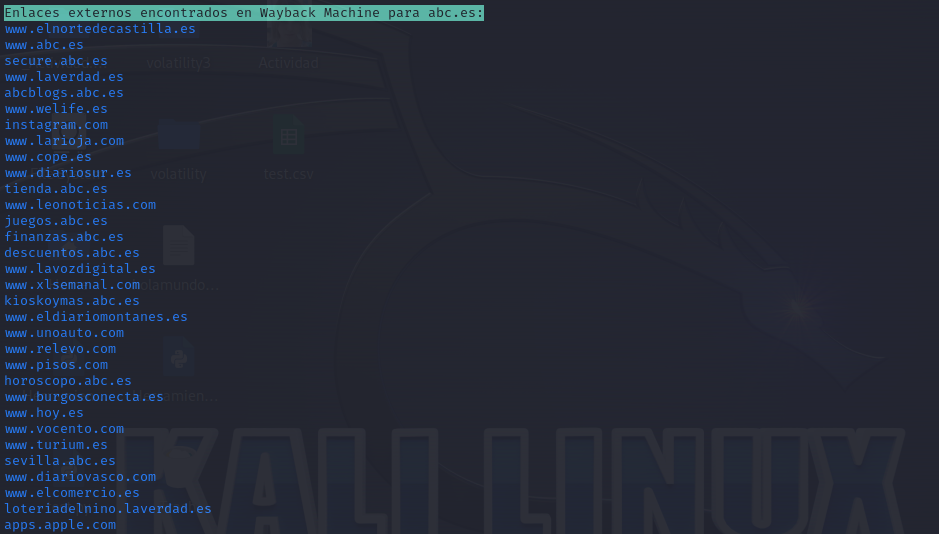 Enlaces externos encontrados en Wayback Machine para abc.es:
www.elnortedecastilla.es
www.abc.es
secure.abc.es
www.laverdad.es
abcblogs.abc.es
www.welife.es
instagram.com
www.larioja.com
www.cope.es
www.diariosur.es
tienda.abc.es
www.leonoticias.com
juegos.abc.es
finanzas.abc.es
descuentos.abc.es
www.lavozdigital.es
www.xlsemanal.com
kioskoymas.abc.es
www.eldiariomontanes.es
www.unoauto.com
www.relevo.com
www.pisos.com
horoscopo.abc.es
www.burgosconecta.es
www.hoy.es
www.vocento.com
www.turium.es
sevilla.abc.es
www.diariovasco.com
www.elcomercio.es
loteriadelnino.laverdad.es
apps.apple.com
volatility3
Actividad
volatility
test.csv
KALI LINUX